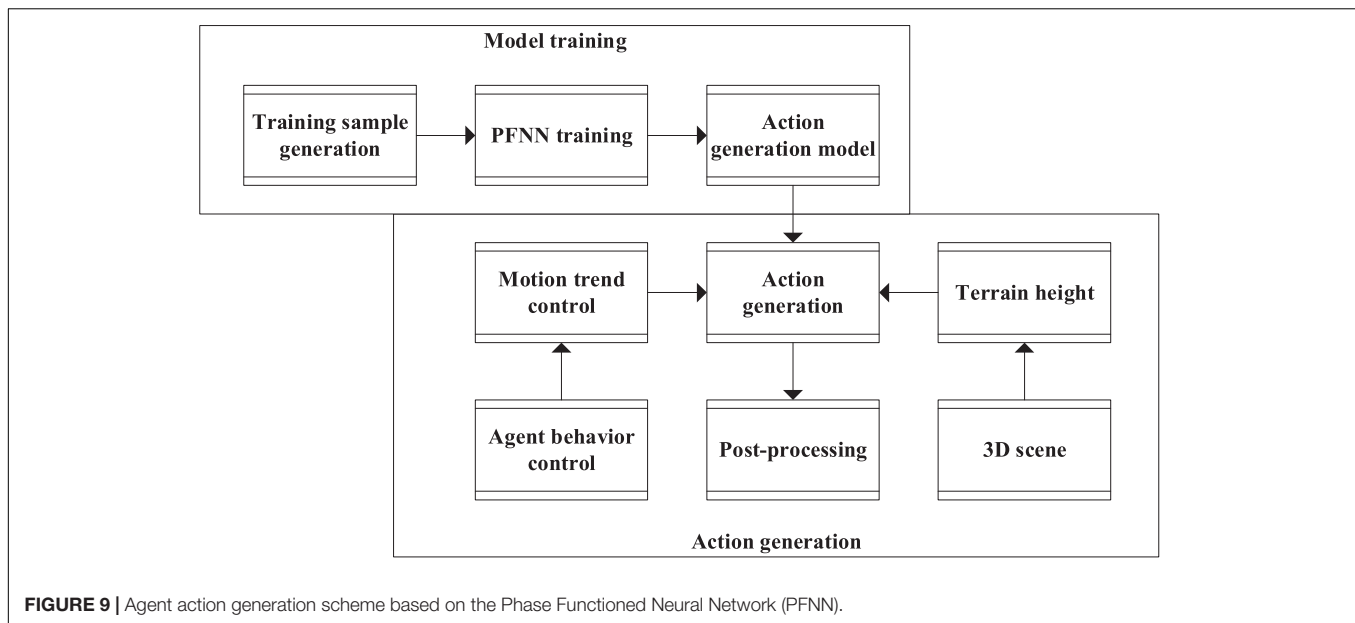 Model training
Training sample
generation
PFNN training
Action
generation model
Motion trend
control
Action
generation
Terrain height
Agent behavior
control
Post-processing
3D scene
Action generation
FIGURE 9 | Agent action generation scheme based on the Phase Functioned Neural Network (PFNN).